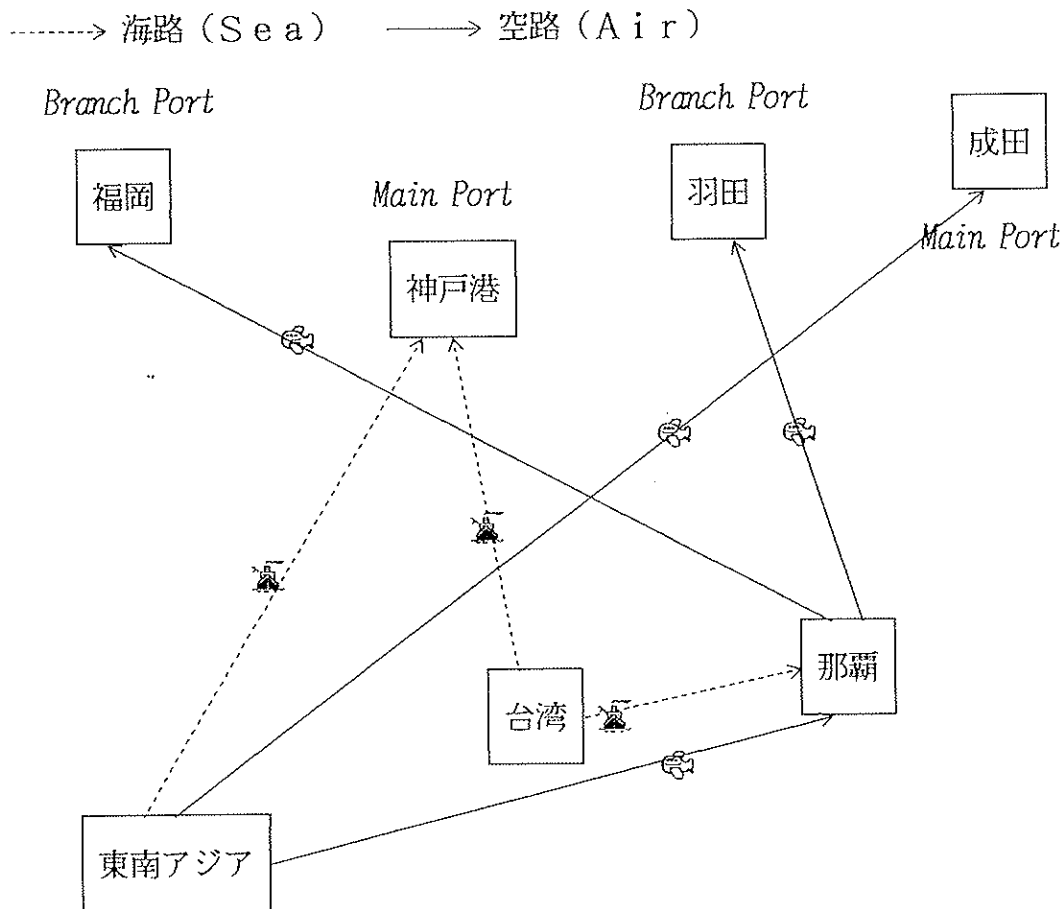 海路（Ｓｅａ） 空路（Ａｉｒ）
Branch Port
福岡
Main Port
神戸港
Branch Port
羽田
成田
Main Port
那覇
台湾
東南アジア